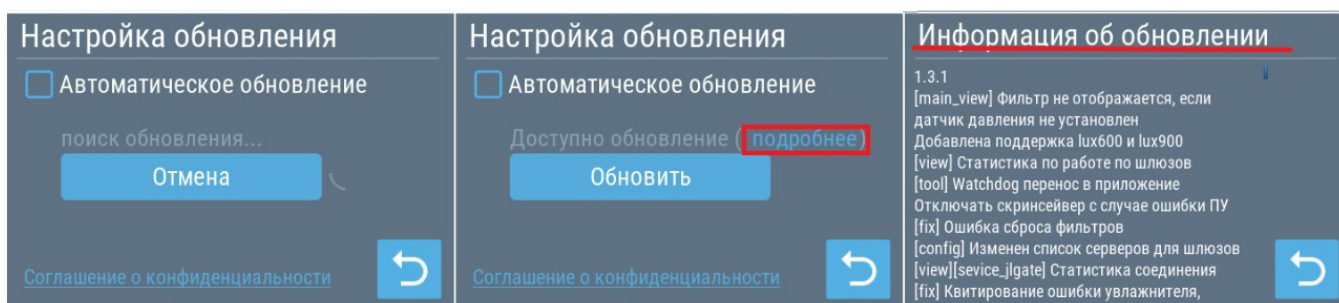 Настройка обновления
Автоматическое обновление
поиск обновления...
Отмена
Соглашение о конфиденциальности
Настройка обновления
Автоматическое обновление
Доступно обновление ( подробнее)
Обновить
Соглашение о конфиденциальности
Информация об обновлении
1.3.1
[main_view] Фильтр не отображается, если
датчик давления не установлен
Добавлена поддержка lux600 и lux900
[view] Статистика по работе по шлюзов
[tool] Watchdog перенос в приложение
Отключать скринсейвер с случае ошибки ПУ
[fix] Ошибка сброса фильтров
[config] Изменен список серверов для шлюзов
[view][sevice_jlgate] Статистика соединения
[fix] Квитирование ошибки увлажнителя,